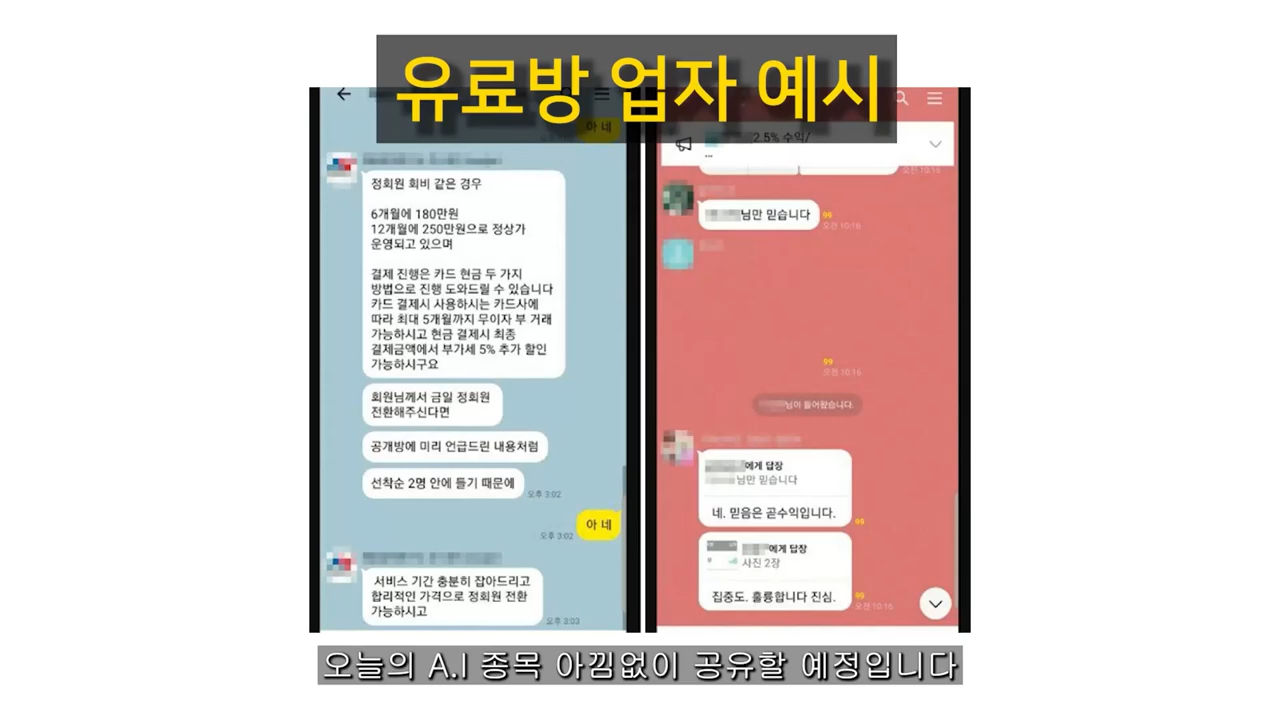 유료방 업자 예시
아 네
정회원 회비 같은 경우
6개월에 180만원
12개월에 250만원으로 정상가
운영되고 있으며
결제 진행은 카드 현금 두 가지
방법으로 진행 도와드릴 수 있습니다
카드 결제시 사용하시는 카드사에
따라 최대 5개월까지 무이자 부 거래
가능하시고 현금 결제시 최종
결제금액에서 부가세 5% 추가 할인
가능하시구요
회원님께서 금일 정회원
전환해주신다면
공개방에 미리 언급드린 내용처럼
선착순 2명 안에 들기 때문에
오후 3:02
아 네
오후 3:02
서비스 기간 충분히 잡아드리고
합리적인 가격으로 정회원 전환
가능하시고
오후 3:03
2.5% 수익/
...
오전 10:16
님만 믿습니다
99
오전 10:16
99
오전 10:16
님이 들어왔습니다.
에게 답장
님만 믿습니다
네. 믿음은 곧수익입니다.
99
에게 답장
사진 2장
집중도. 훌륭합니다 진심.
99
오전 10:16
오늘의 A.I 종목 아낌없이 공유할 예정입니다